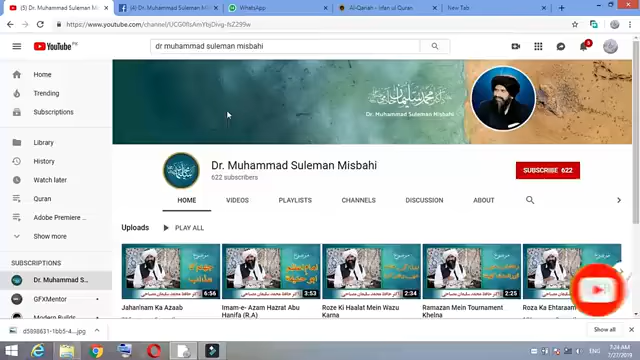 (5) Dr. Muhammad Suleman M
(4) Dr. Muhammad Suleman Misb
WhatsApp
Al-Qariah - Irfan ul Quran
New Tab
https://www.youtube.com/channel/UCG0fIsAmYbjDivg-NZ299w
YouTube PK
dr muhammad suleman misbahi
Home
Trending
Subscriptions
Library
History
Watch later
Quran
Adobe Premiere ...
Show more
SUBSCRIPTIONS
Dr. Muhammad S...
GFXMentor
Dr. Muhammad Suleman Misbahi
Dr. Muhammad Suleman Misbahi
622 subscribers
SUBSCRIBE 622
HOME
VIDEOS
PLAYLISTS
CHANNELS
DISCUSSION
ABOUT
Uploads
PLAY ALL
6:56
3:53
2:34
2:25
Jahan'nam Ka Azaab
Imam-e- Azam Hazrat Abu
Hanifa (R.A)
Roze Ki Haalat Mein Wazu
Karna
Ramazan Mein Tournament
Khelna
Roza Ka Ehtaraam
d5898631-1bb5-4....jpg
Show all
ENG
7:24 AM
7/27/2019